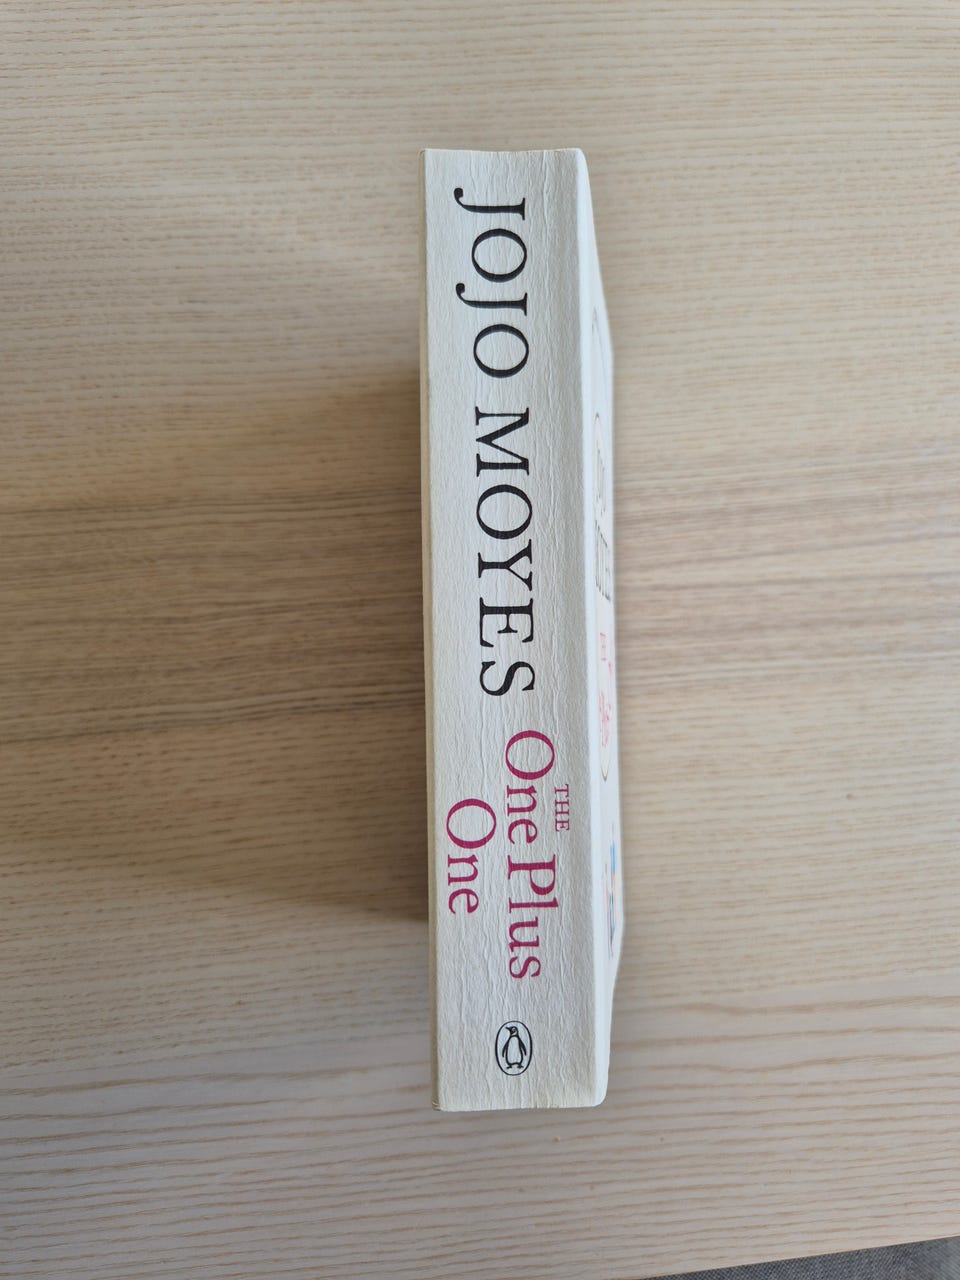 JOJO MOYES
THE
One Plus
One